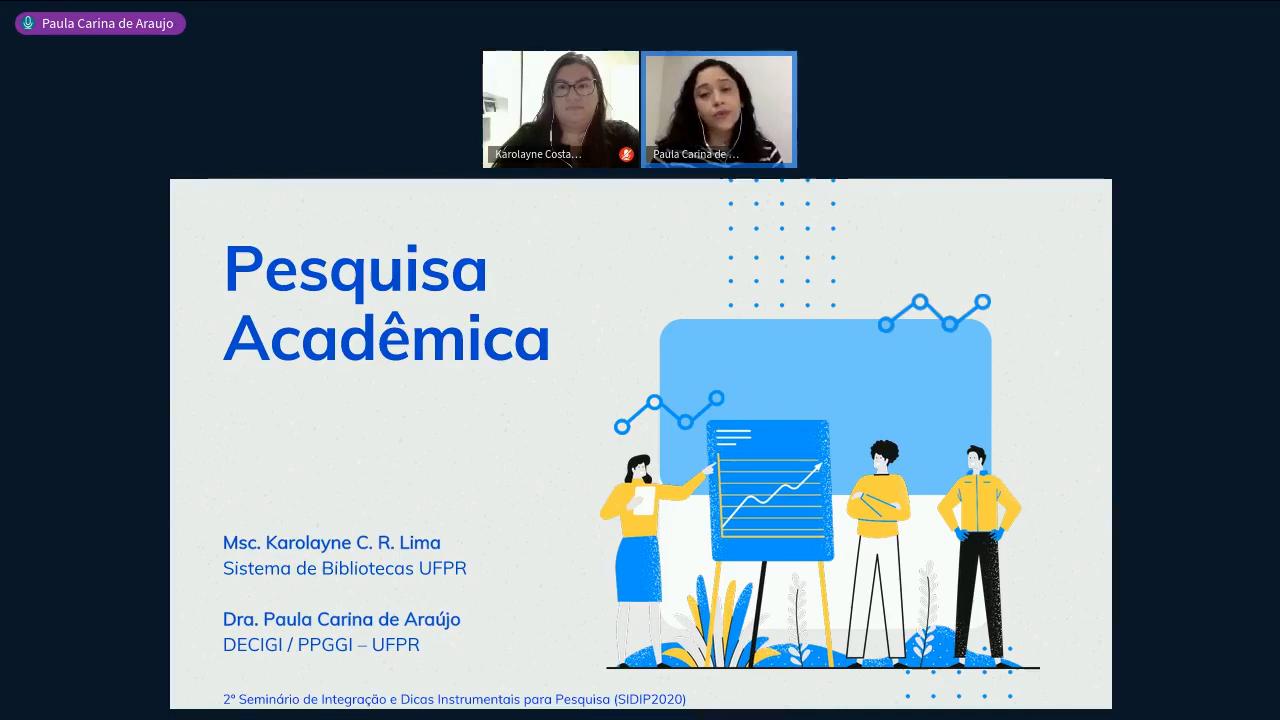 Paula Carina de Araujo
Karolayne Costa...
Paula Carina de ...
Pesquisa
Acadêmica
Msc. Karolayne C. R. Lima
Sistema de Bibliotecas UFPR
Dra. Paula Carina de Araújo
DECIGI / PPGGI – UFPR
2º Seminário de Integração e Dicas Instrumentais para Pesquisa (SIDIP2020)